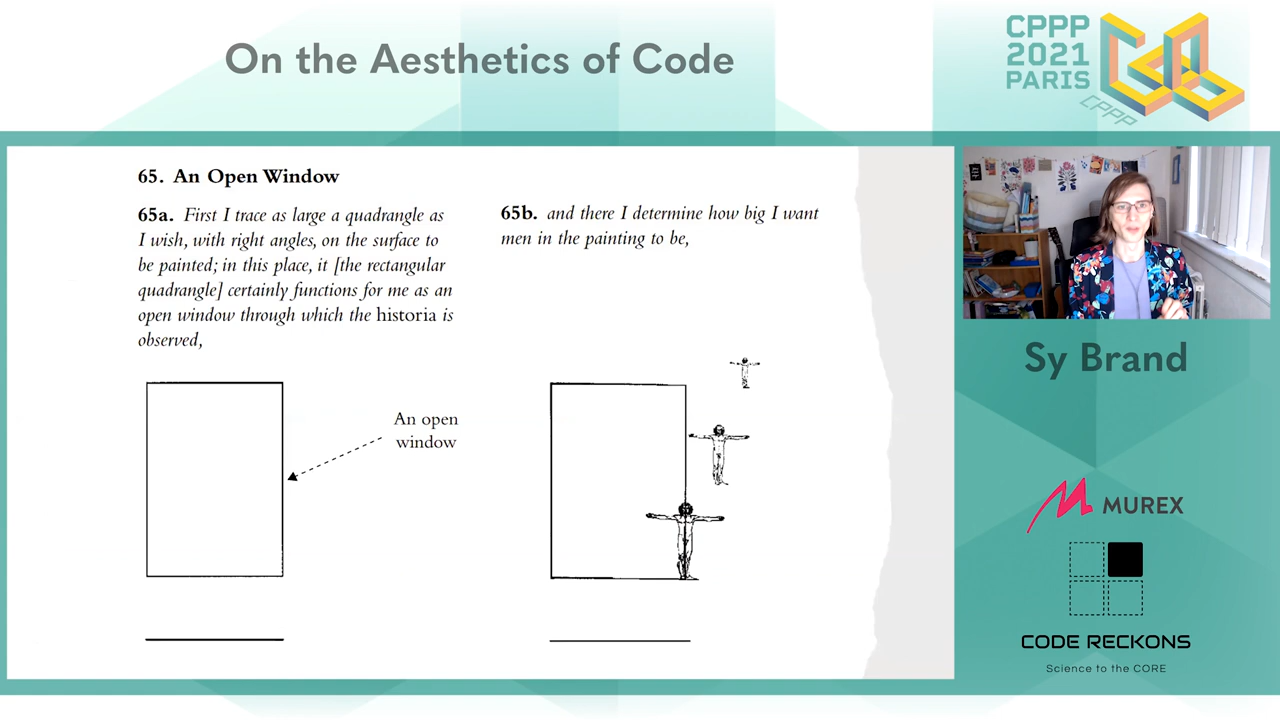 On the Aesthetics of Code
CPPP
2021
PARIS
CPPP
65. An Open Window
65a. First I trace as large a quadrangle as
I wish, with right angles, on the surface to
be painted; in this place, it [the rectangular
quadrangle] certainly functions for me as an
open window through which the historia is
observed,
An open
window
65b. and there I determine how big I want
men in the painting to be,
Sy Brand
MUREX
CODE RECKONS
Science to the CORE